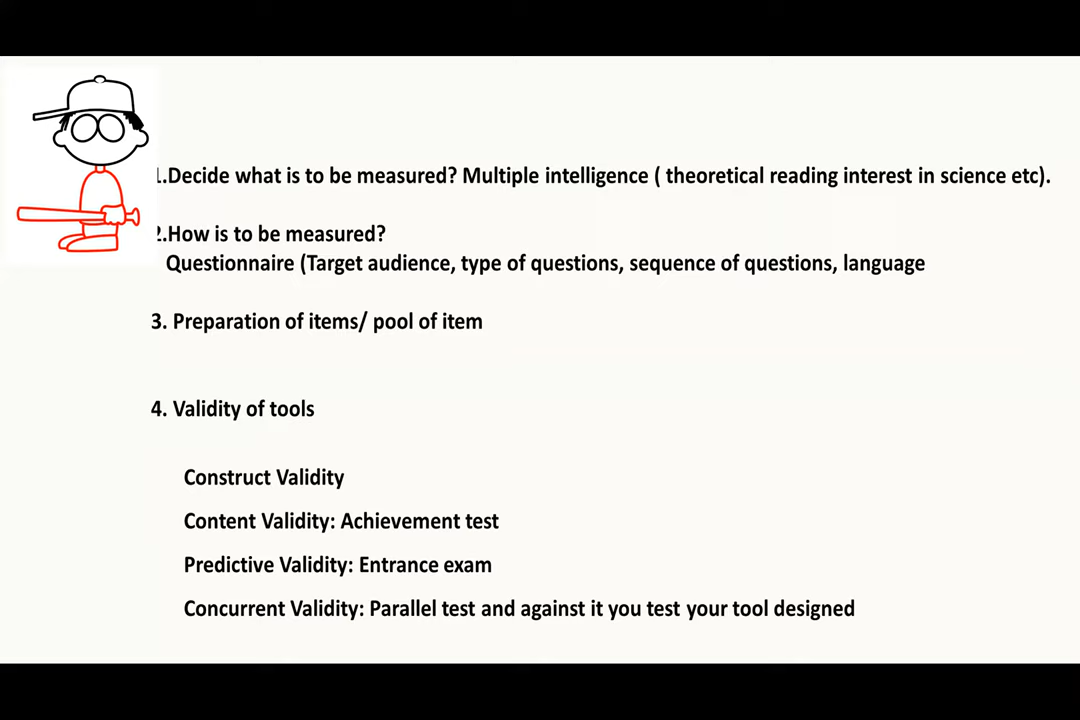 1.Decide what is to be measured? Multiple intelligence ( theoretical reading interest in science etc).
2.How is to be measured?
Questionnaire (Target audience, type of questions, sequence of questions, language
3. Preparation of items/ pool of item
4. Validity of tools
Construct Validity
Content Validity: Achievement test
Predictive Validity: Entrance exam
Concurrent Validity: Parallel test and against it you test your tool designed